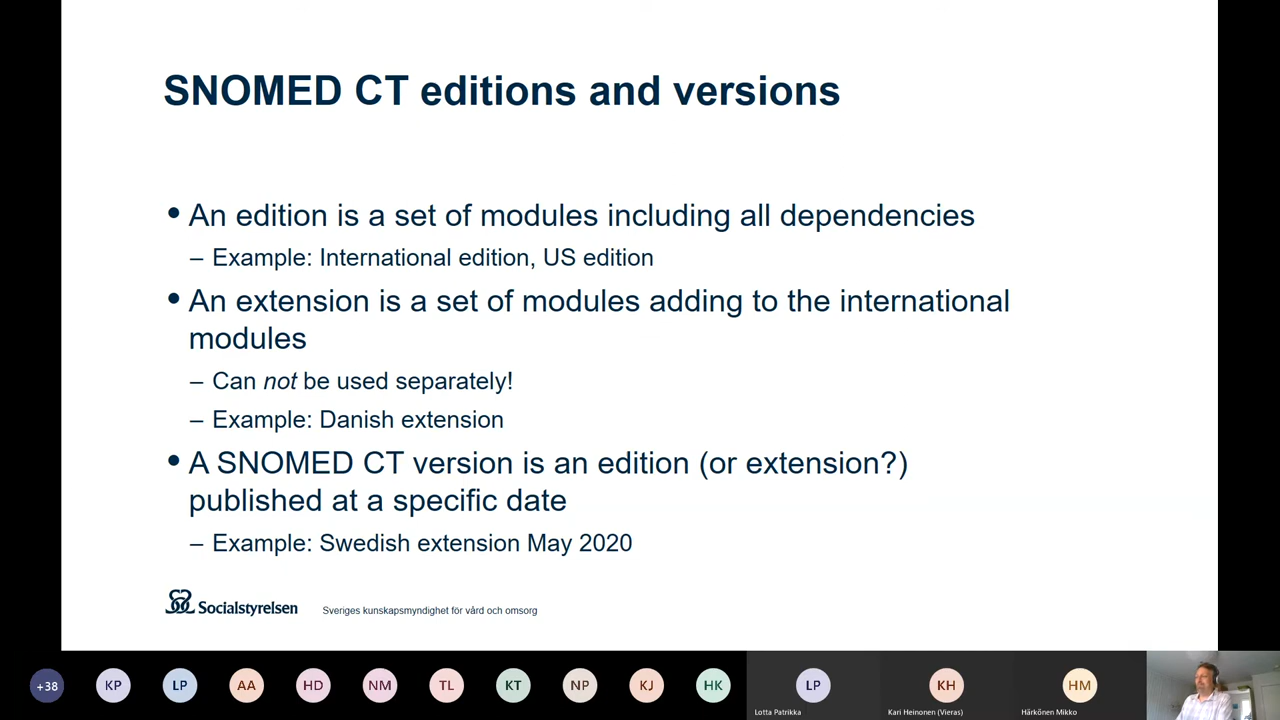 SNOMED CT editions and versions
• An edition is a set of modules including all dependencies
– Example: International edition, US edition
• An extension is a set of modules adding to the international
modules
– Can not be used separately!
– Example: Danish extension
• A SNOMED CT version is an edition (or extension?)
published at a specific date
– Example: Swedish extension May 2020
Socialstyrelsen Sveriges kunskapsmyndighet för vård och omsorg
+38 KP LP AA HD NM TL KT NP KJ HK LP KH HM
Lotta Patrikka Kari Heinonen (Vieras) Härkönen Mikko